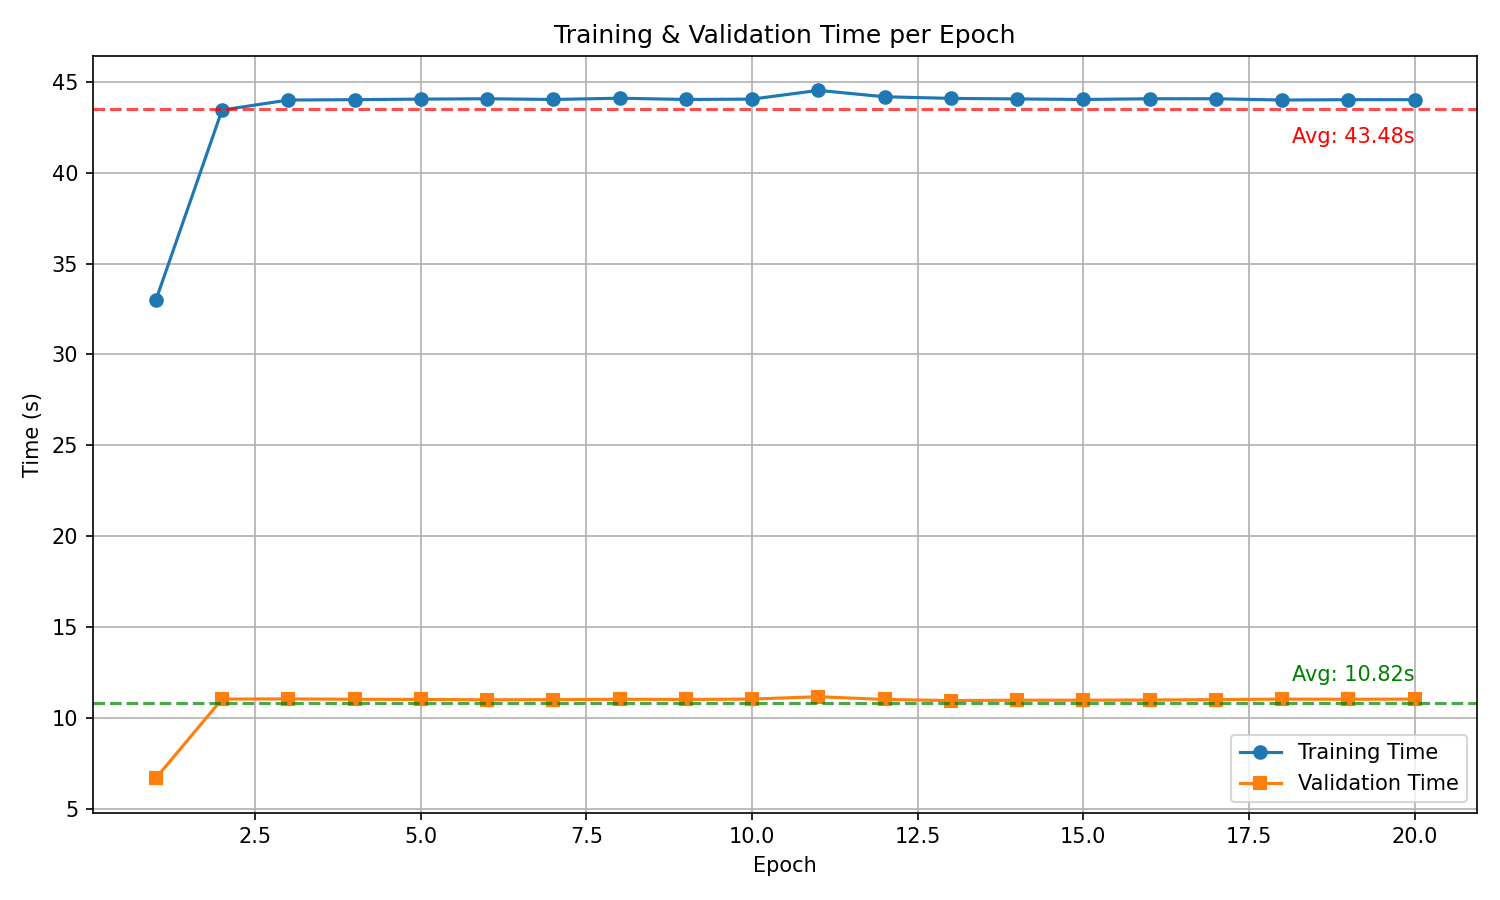 Training & Validation Time per Epoch
45
40
35
30
25
20
15
10
5
Time (s)
Avg: 43.48s
Avg: 10.82s
Training Time
Validation Time
2.5 5.0 7.5 10.0 12.5 15.0 17.5 20.0
Epoch